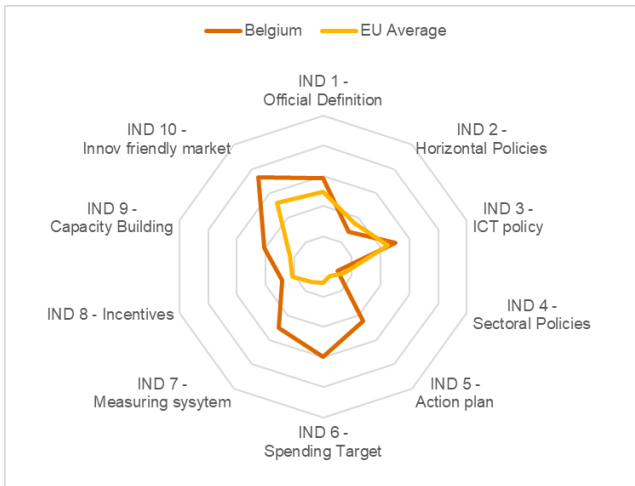 Belgium
EU Average
IND 1 -
Official Definition
IND 2 -
Horizontal Policies
IND 3 -
ICT policy
IND 4 -
Sectoral Policies
IND 5 -
Action plan
IND 6 -
Spending Target
IND 7 -
Measuring sysytem
IND 8 - Incentives
IND 9 -
Capacity Building
IND 10 -
Innov friendly market